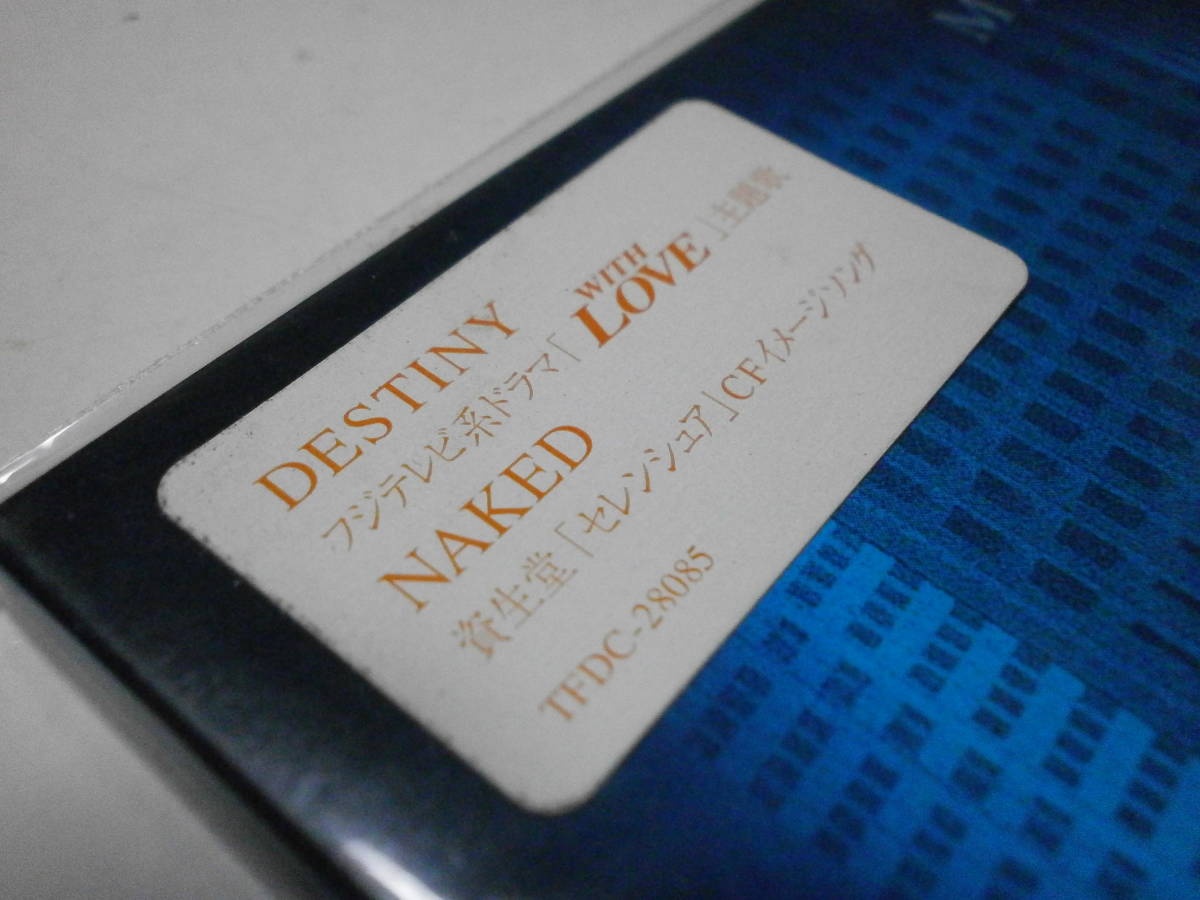 M
DESTINY
フジテレビ系ドラマ「WITH LOVE」主題歌
NAKED
資生堂「セレンシュア」CFイメージソング
TFDC-28085